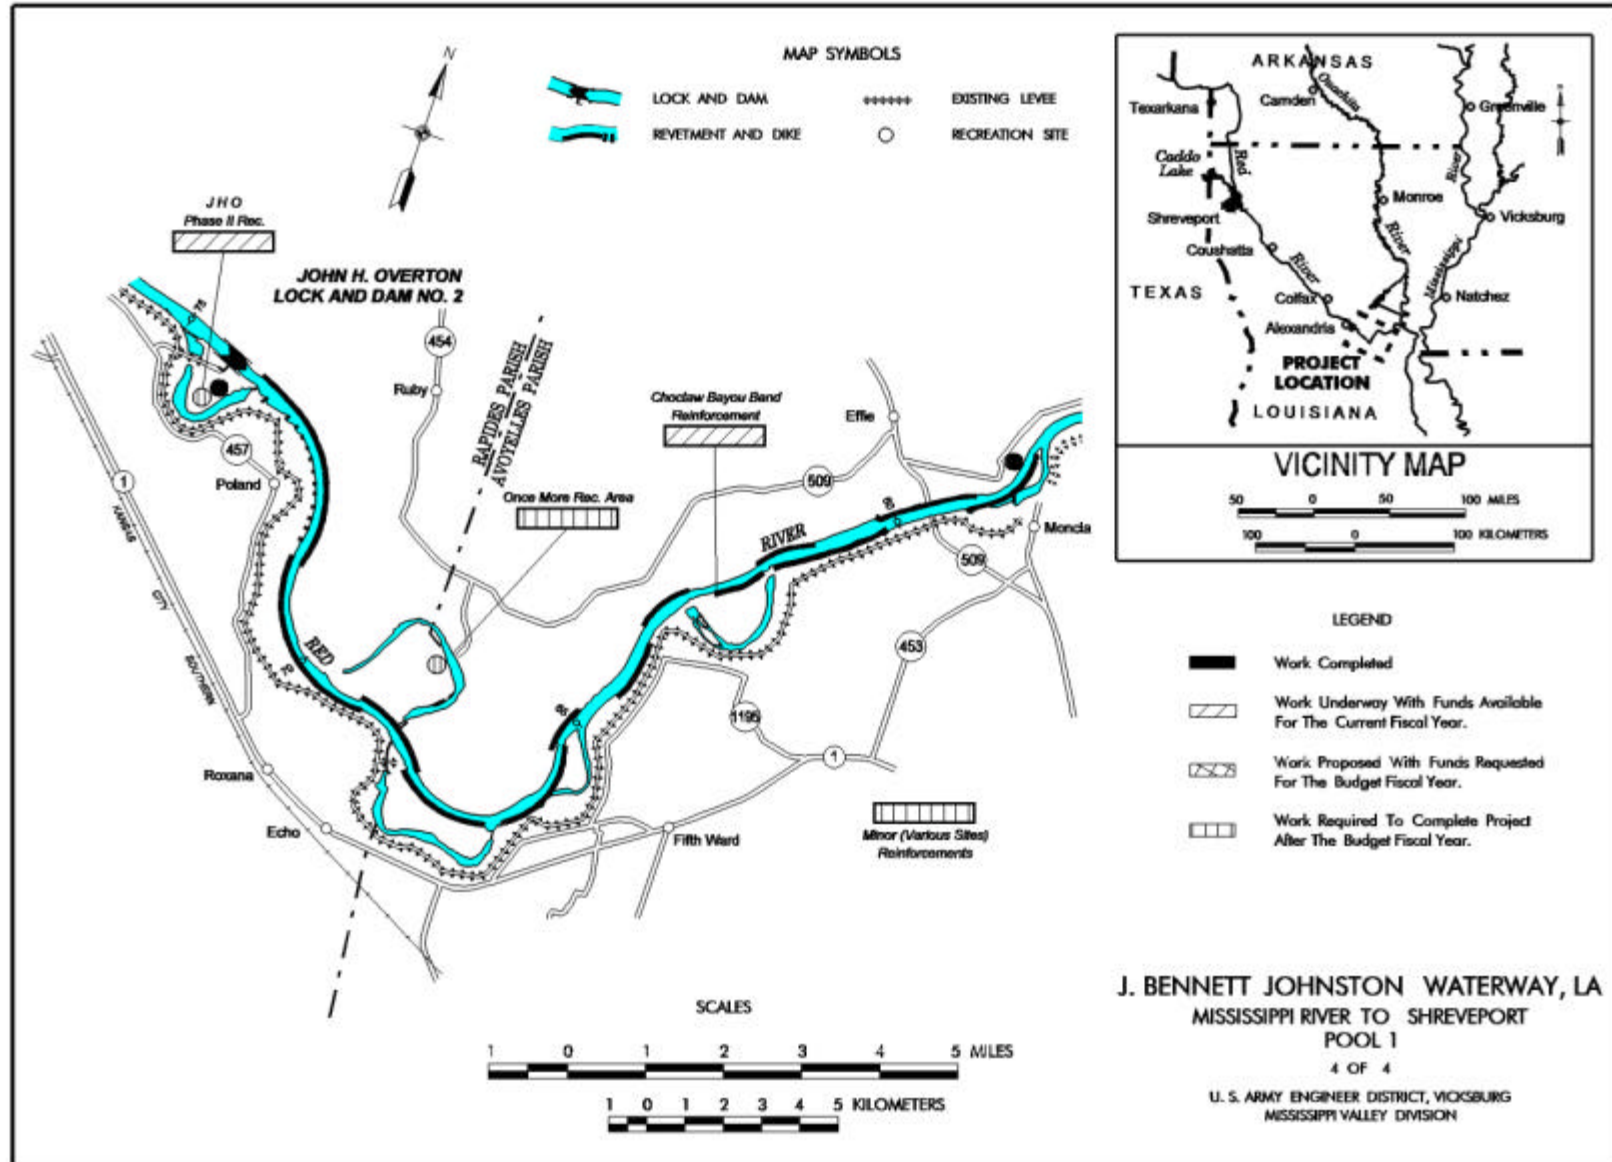 MAP SYMBOLS
LOCK AND DAM
EXISTING LEVEE
REVETMENT AND DIKE
RECREATION SITE
N
J H O
Phase II Rec.
JOHN H. OVERTON
LOCK AND DAM NO. 2
75
454
Ruby
RAPIDES PARISH
AVOYELLES PARISH
Choctaw Bayou Band
Reinforcement
Effie
457
Poland
1
KANSAS
CITY
SOUTHERN
Once More Rec. Area
509
60
RIVER
Moncla
509
RED
R.
453
65
1196
1
Roxana
Echo
Fifth Ward
Minor (Various Sites)
Reinforcements
SCALES
1 0 1 2 3 4 5 MILES
1 0 1 2 3 4 5 KILOMETERS
ARKANSAS
Texarkana
Camden
Ouachita
Greenville
Caddo
Lake
Red
River
Monroe
Shreveport
Vicksburg
Coushatta
River
River
Mississippi
TEXAS
Colfax
Natchez
Alexandria
PROJECT
LOCATION
LOUISIANA
VICINITY MAP
50 0 50 100 MILES
100 0 100 KILOMETERS
LEGEND
Work Completed
Work Underway With Funds Available
For The Current Fiscal Year.
Work Proposed With Funds Requested
For The Budget Fiscal Year.
Work Required To Complete Project
After The Budget Fiscal Year.
J. BENNETT JOHNSTON WATERWAY, LA
MISSISSIPPI RIVER TO SHREVEPORT
POOL 1
4 OF 4
U. S. ARMY ENGINEER DISTRICT, VICKSBURG
MISSISSIPPI VALLEY DIVISION